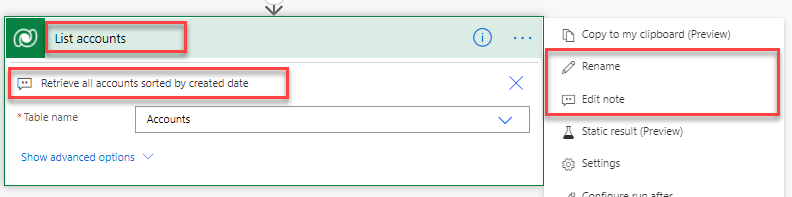 List accounts
Retrieve all accounts sorted by created date
* Table name
Accounts
Show advanced options
Copy to my clipboard (Preview)
Rename
Edit note
Static result (Preview)
Settings
Configure run after